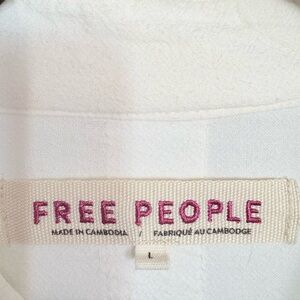 FREE PEOPLE
MADE IN CAMBODIA / FABRIQUÉ AU CAMBODGE
L